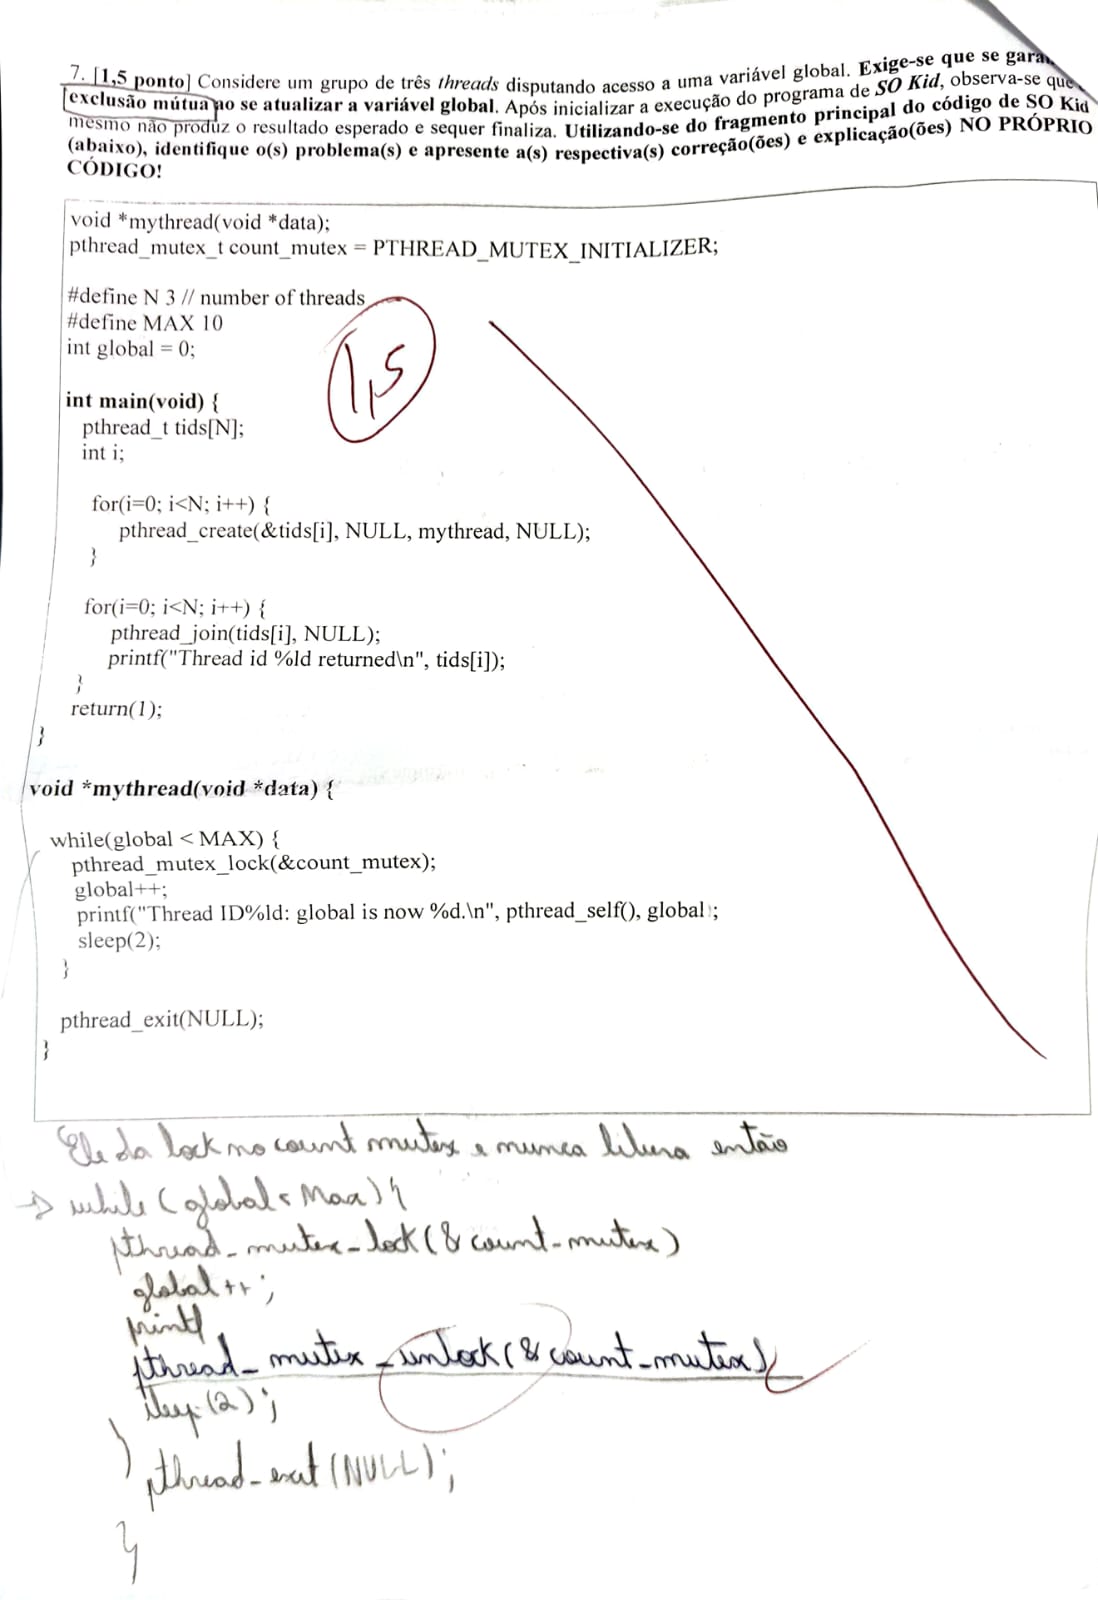 7. [1,5 ponto] Considere um grupo de três threads disputando acesso a uma variável global. Exige-se que se
exclusão mútua no se atualizar a variável global. Após inicializar a execução do programa de SO Kid, observa-se que
mesmo não produz o resultado esperado e sequer finaliza. Utilizando-se do fragmento principal do código de SO Kid
(abaixo), identifique o(s) problema(s) e apresente a(s) respectiva(s) correção(ões) e explicação(ões) NO PRÓPRIO
CÓDIGO!
void *mythread(void *data);
pthread_mutex_t count_mutex = PTHREAD_MUTEX_INITIALIZER;
#define N 3 // number of threads
#define MAX 10
int global = 0;
1,5
int main(void) {
pthread_t tids[N];
int i;
for(i=0; i<N; i++) {
pthread_create(&tids[i], NULL, mythread, NULL);
}
for(i=0; i<N; i++) {
pthread_join(tids[i], NULL);
printf("Thread id %ld returned\n", tids[i]);
}
return(1);
}
void *mythread(void *data) {
while(global < MAX) {
pthread_mutex_lock(&count_mutex);
global++;
printf("Thread ID%ld: global is now %d.\n", pthread_self(), global ;
sleep(2);
}
pthread_exit(NULL);
}
Ele da lock no count mutex e nunca libera então
→ while (global < Max) {
pthread_mutex_lock(& count_mutex)
global++;
printf
pthread_mutex_unlock(& count_mutex)
sleep(2);
}
pthread_exit(NULL);
}